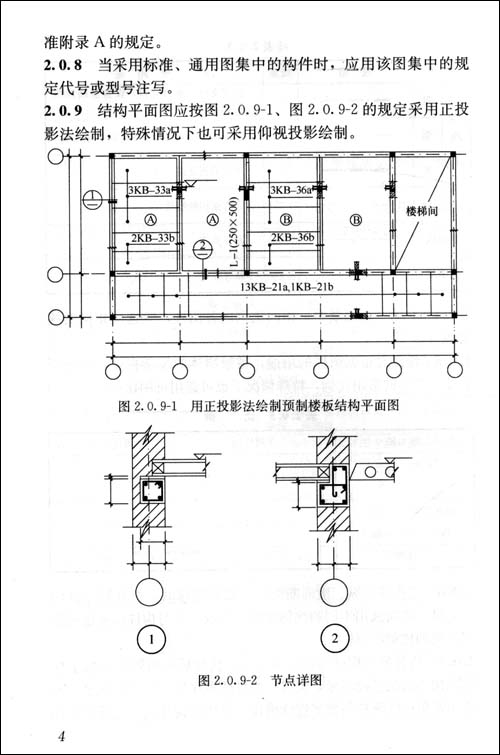 准附录 A 的规定。
2.0.8 当采用标准、通用图集中的构件时，应用该图集中的规
定代号或型号注写。
2.0.9 结构平面图应按图 2.0.9-1、图 2.0.9-2 的规定采用正投
影法绘制，特殊情况下也可采用仰视投影绘制。
3KB-33a
3KB-36a
1
A
A
B
B
楼梯间
L-1(250×500)
2KB-33b
2
2KB-36b
13KB-21a,1KB-21b
图 2.0.9-1 用正投影法绘制预制楼板结构平面图
1
2
图 2.0.9-2 节点详图
4